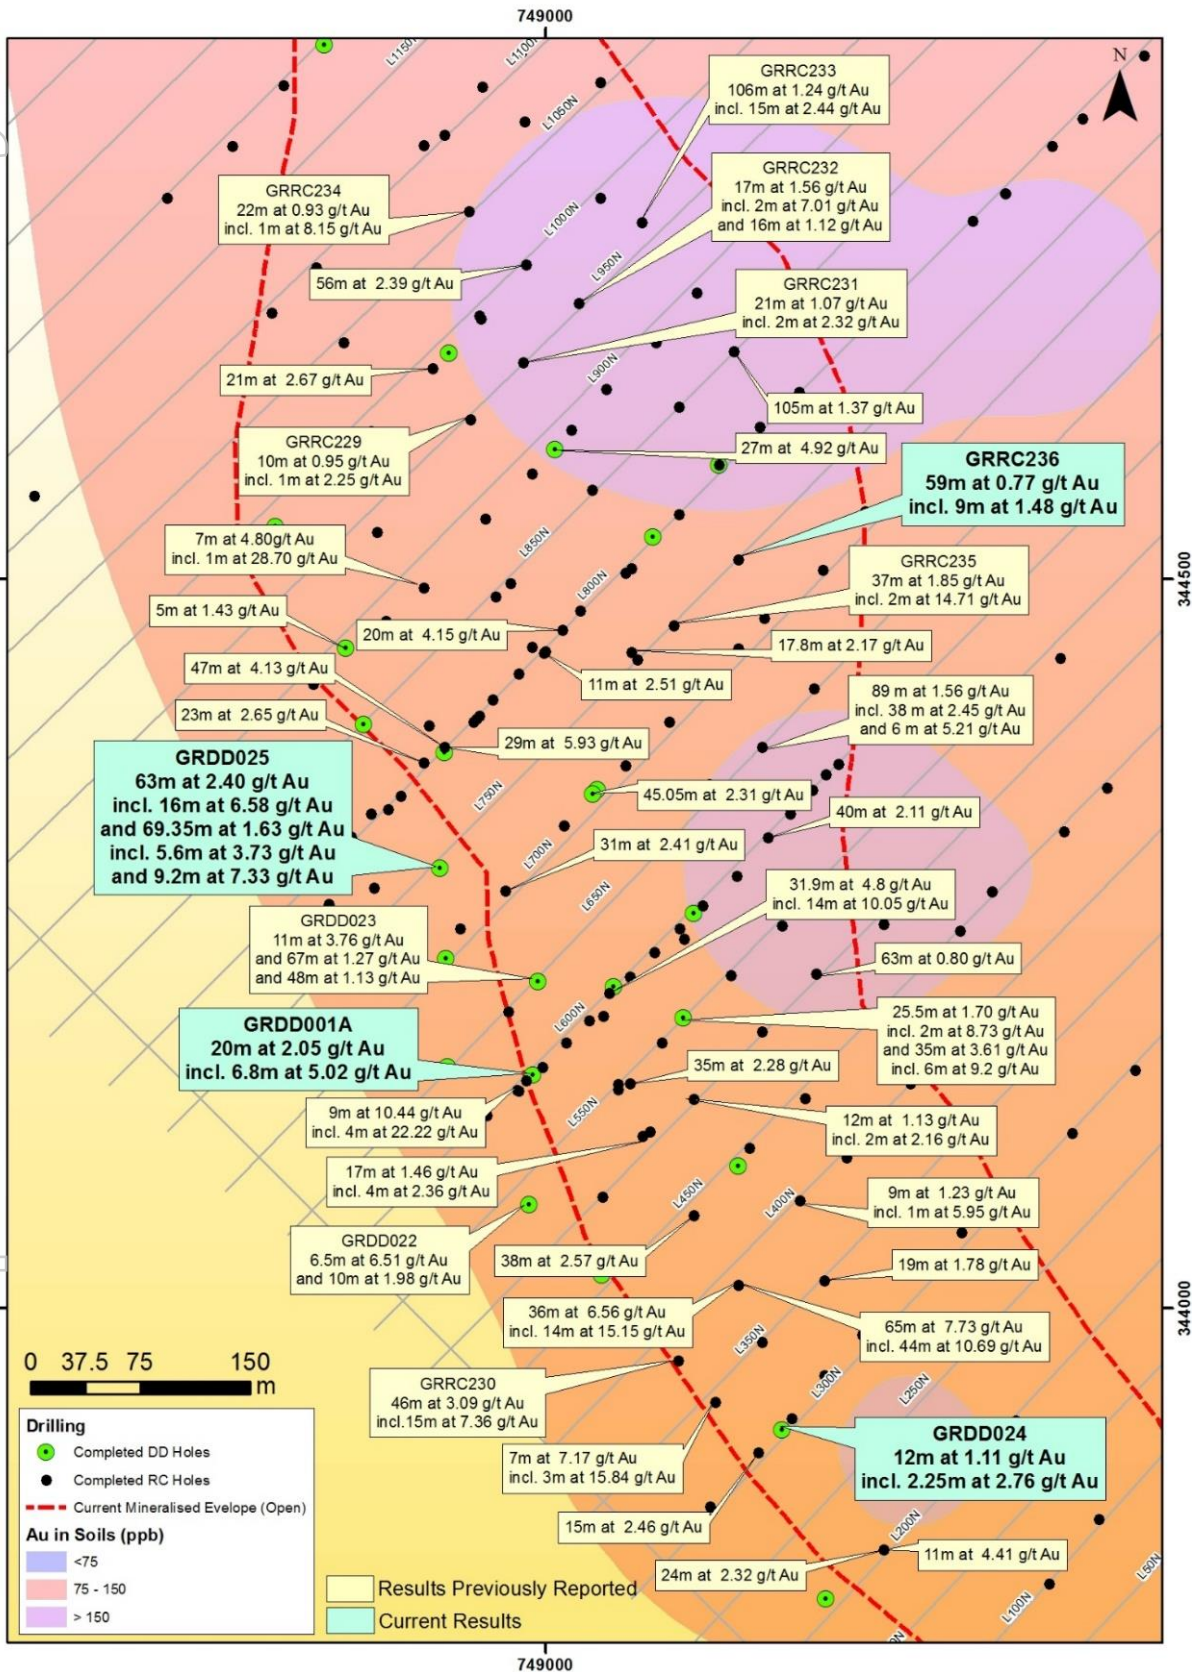 749000
L1150N
L1100N
L1050N
N
GRRC233
106m at 1.24 g/t Au
incl. 15m at 2.44 g/t Au
GRRC234
22m at 0.93 g/t Au
incl. 1m at 8.15 g/t Au
L1000N
GRRC232
17m at 1.56 g/t Au
incl. 2m at 7.01 g/t Au
and 16m at 1.12 g/t Au
56m at 2.39 g/t Au
L950N
GRRC231
21m at 1.07 g/t Au
incl. 2m at 2.32 g/t Au
21m at 2.67 g/t Au
L900N
105m at 1.37 g/t Au
GRRC229
10m at 0.95 g/t Au
incl. 1m at 2.25 g/t Au
27m at 4.92 g/t Au
GRRC236
59m at 0.77 g/t Au
incl. 9m at 1.48 g/t Au
7m at 4.80g/t Au
incl. 1m at 28.70 g/t Au
L850N
L800N
344500
GRRC235
37m at 1.85 g/t Au
incl. 2m at 14.71 g/t Au
5m at 1.43 g/t Au
20m at 4.15 g/t Au
17.8m at 2.17 g/t Au
47m at 4.13 g/t Au
11m at 2.51 g/t Au
23m at 2.65 g/t Au
29m at 5.93 g/t Au
89 m at 1.56 g/t Au
incl. 38 m at 2.45 g/t Au
and 6 m at 5.21 g/t Au
GRDD025
63m at 2.40 g/t Au
incl. 16m at 6.58 g/t Au
and 69.35m at 1.63 g/t Au
incl. 5.6m at 3.73 g/t Au
and 9.2m at 7.33 g/t Au
L750N
45.05m at 2.31 g/t Au
40m at 2.11 g/t Au
L700N
31m at 2.41 g/t Au
L650N
31.9m at 4.8 g/t Au
incl. 14m at 10.05 g/t Au
GRDD023
11m at 3.76 g/t Au
and 67m at 1.27 g/t Au
and 48m at 1.13 g/t Au
63m at 0.80 g/t Au
L600N
GRDD001A
20m at 2.05 g/t Au
incl. 6.8m at 5.02 g/t Au
25.5m at 1.70 g/t Au
incl. 2m at 8.73 g/t Au
and 35m at 3.61 g/t Au
incl. 6m at 9.2 g/t Au
35m at 2.28 g/t Au
9m at 10.44 g/t Au
incl. 4m at 22.22 g/t Au
L550N
12m at 1.13 g/t Au
incl. 2m at 2.16 g/t Au
17m at 1.46 g/t Au
incl. 4m at 2.36 g/t Au
L450N
L400N
9m at 1.23 g/t Au
incl. 1m at 5.95 g/t Au
GRDD022
6.5m at 6.51 g/t Au
and 10m at 1.98 g/t Au
38m at 2.57 g/t Au
19m at 1.78 g/t Au
344000
36m at 6.56 g/t Au
incl. 14m at 15.15 g/t Au
65m at 7.73 g/t Au
incl. 44m at 10.69 g/t Au
L350N
L300N
L250N
0 37.5 75 150
m
GRRC230
46m at 3.09 g/t Au
incl.15m at 7.36 g/t Au
GRDD024
12m at 1.11 g/t Au
incl. 2.25m at 2.76 g/t Au
7m at 7.17 g/t Au
incl. 3m at 15.84 g/t Au
15m at 2.46 g/t Au
L200N
24m at 2.32 g/t Au
11m at 4.41 g/t Au
L50N
L100N
Drilling
Completed DD Holes
Completed RC Holes
Current Mineralised Evelope (Open)
Au in Soils (ppb)
<75
75 - 150
> 150
Results Previously Reported
Current Results
749000